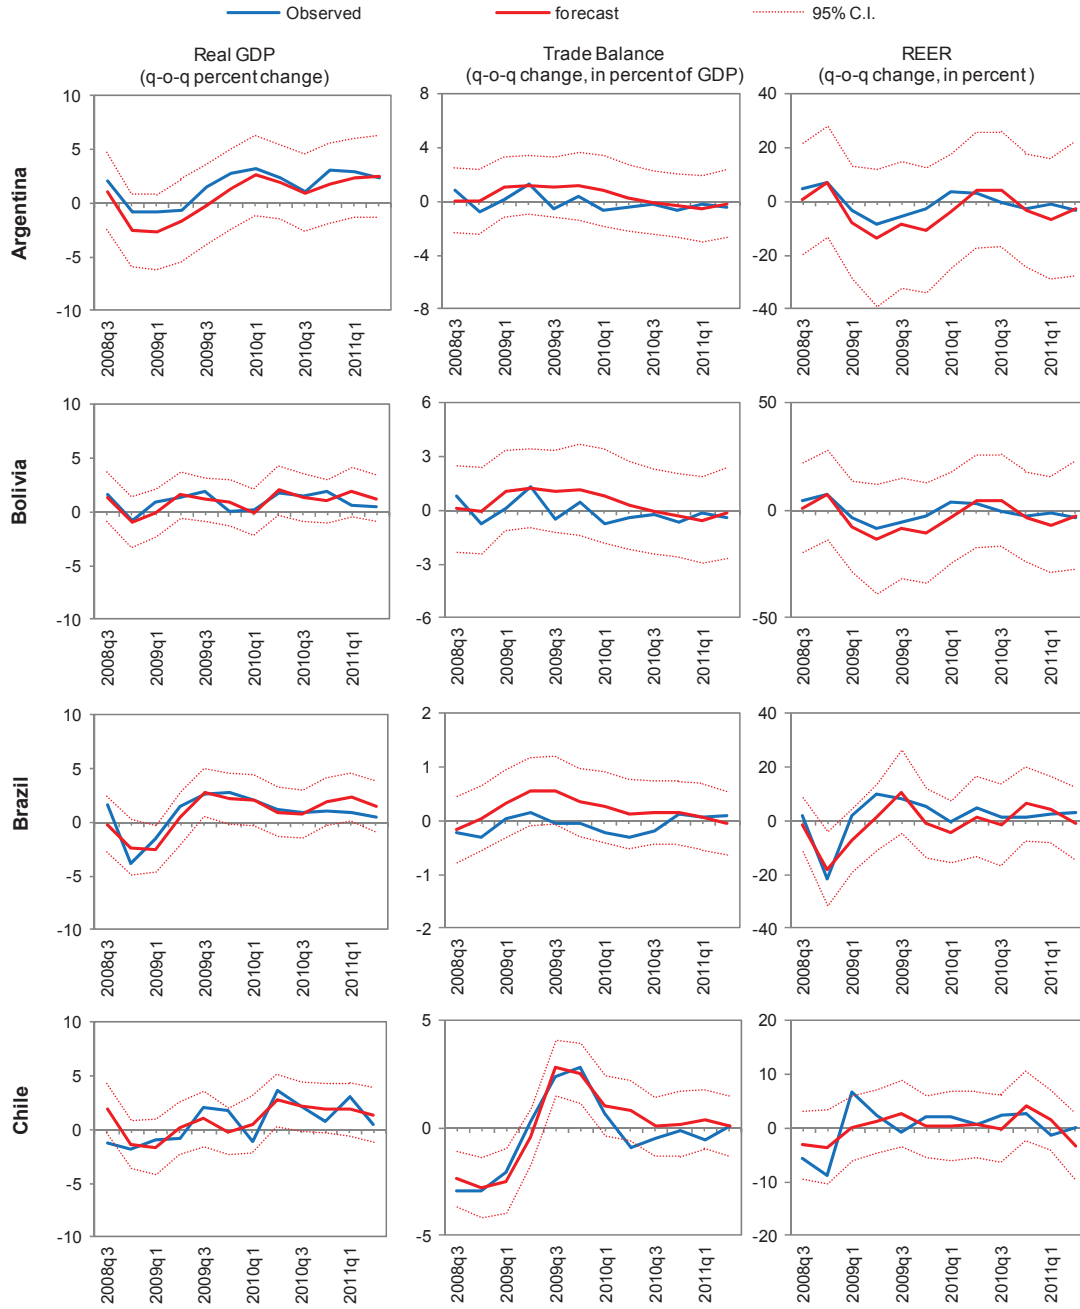 Observed forecast 95% C.I.
Real GDP
(q-o-q percent change)
Trade Balance
(q-o-q change, in percent of GDP)
REER
(q-o-q change, in percent)
Argentina
10
5
0
-5
-10
2008q3
2009q1
2009q3
2010q1
2010q3
2011q1
8
4
0
-4
-8
2008q3
2009q1
2009q3
2010q1
2010q3
2011q1
40
20
0
-20
-40
2008q3
2009q1
2009q3
2010q1
2010q3
2011q1
Bolivia
10
5
0
-5
-10
2008q3
2009q1
2009q3
2010q1
2010q3
2011q1
6
3
0
-3
-6
2008q3
2009q1
2009q3
2010q1
2010q3
2011q1
50
0
-50
2008q3
2009q1
2009q3
2010q1
2010q3
2011q1
Brazil
10
5
0
-5
-10
2008q3
2009q1
2009q3
2010q1
2010q3
2011q1
2
1
0
-1
-2
2008q3
2009q1
2009q3
2010q1
2010q3
2011q1
40
20
0
-20
-40
2008q3
2009q1
2009q3
2010q1
2010q3
2011q1
Chile
10
5
0
-5
-10
2008q3
2009q1
2009q3
2010q1
2010q3
2011q1
5
0
-5
2008q3
2009q1
2009q3
2010q1
2010q3
2011q1
20
10
0
-10
-20
2008q3
2009q1
2009q3
2010q1
2010q3
2011q1